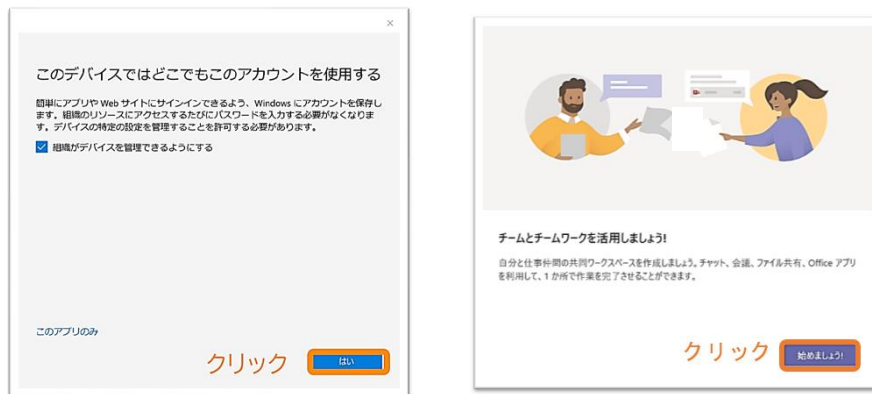 このデバイスではどこでもこのアカウントを使用する
簡単にアプリや Web サイトにサインインできるよう、Windows にアカウントを保存し
ます。組織のリソースにアクセスするたびにパスワードを入力する必要がなくなりま
す。デバイスの特定の設定を管理することを許可する必要があります。
組織がデバイスを管理できるようにする
このアプリのみ
クリック
はい
チームとチームワークを活用しましょう!
自分と仕事仲間の共同ワークスペースを作成しましょう。チャット、会議、ファイル共有、Office アプリ
を利用して、1 か所で作業を完了させることができます。
クリック
始めましょう!